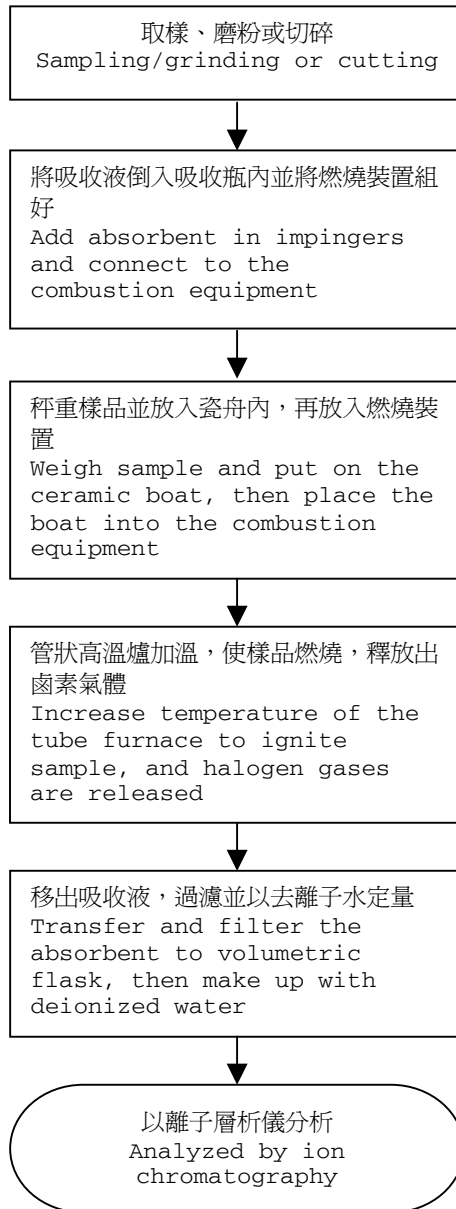 取樣、磨粉或切碎
Sampling/grinding or cutting
將吸收液倒入吸收瓶內並將燃燒裝置組
好
Add absorbent in impingers
and connect to the
combustion equipment
秤重樣品並放入瓷舟內，再放入燃燒裝
置
Weigh sample and put on the
ceramic boat, then place the
boat into the combustion
equipment
管狀高溫爐加溫，使樣品燃燒，釋放出
鹵素氣體
Increase temperature of the
tube furnace to ignite
sample, and halogen gases
are released
移出吸收液，過濾並以去離子水定量
Transfer and filter the
absorbent to volumetric
flask, then make up with
deionized water
以離子層析儀分析
Analyzed by ion
chromatography